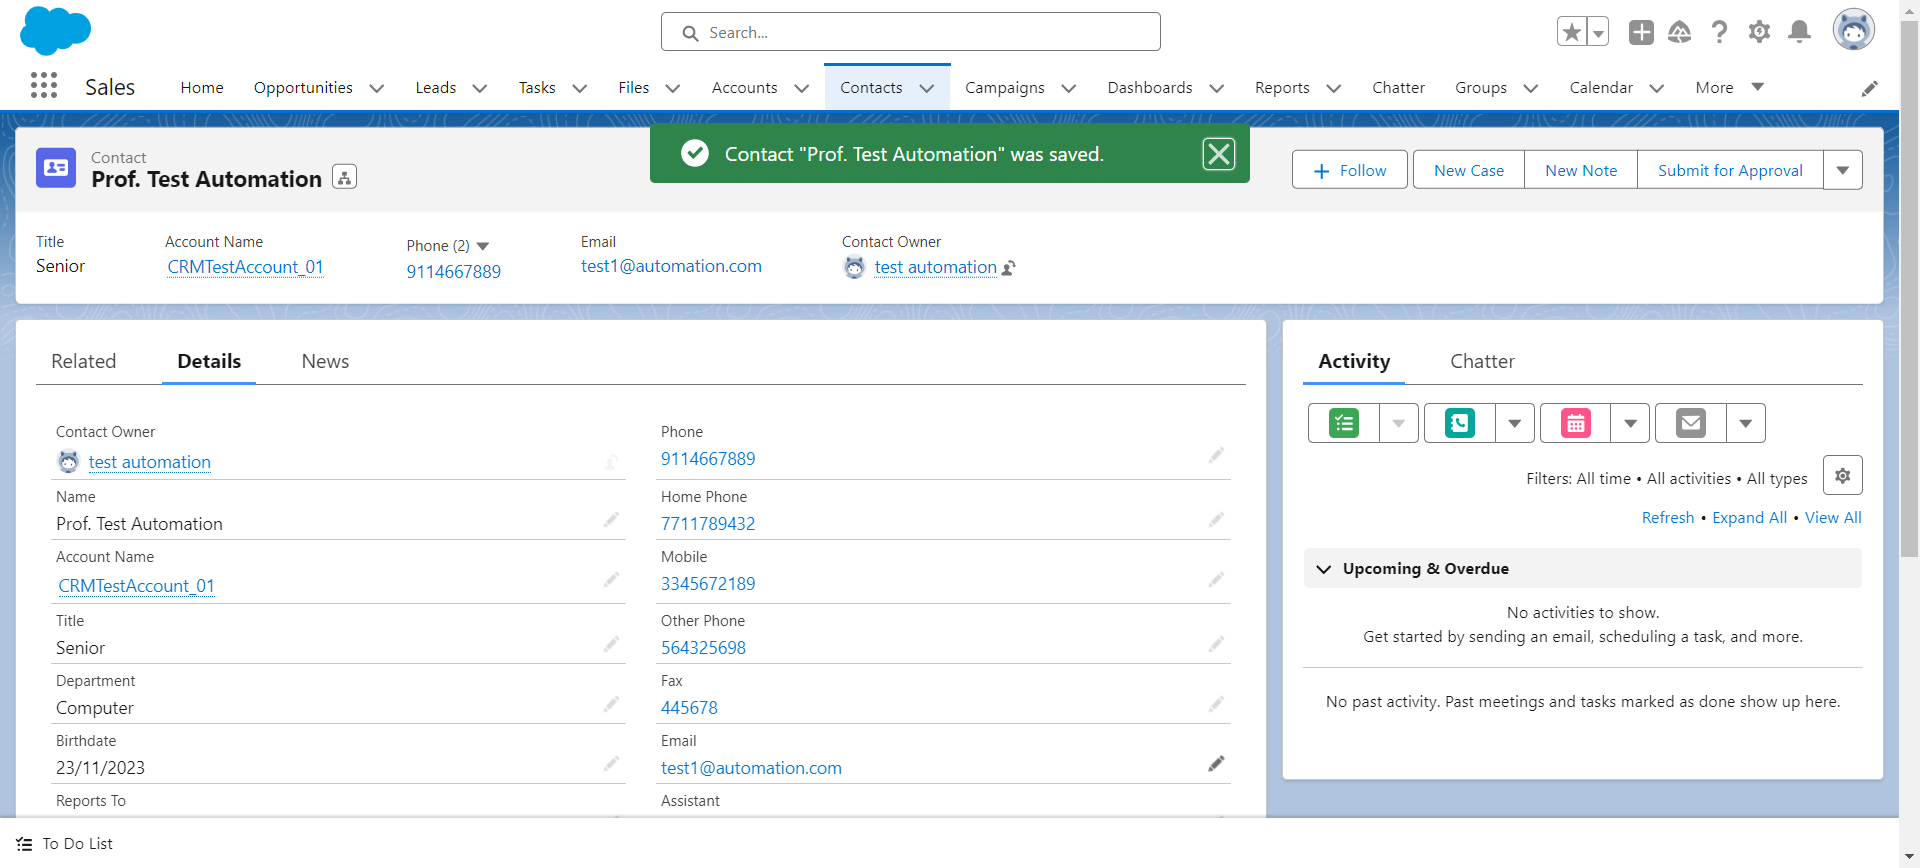 Search...
Sales
Home
Opportunities
Leads
Tasks
Files
Accounts
Contacts
Campaigns
Dashboards
Reports
Chatter
Groups
Calendar
More
Contact "Prof. Test Automation" was saved.
Contact
Prof. Test Automation
Follow
New Case
New Note
Submit for Approval
Title
Senior
Account Name
CRMTestAccount_01
Phone (2)
9114667889
Email
test1@automation.com
Contact Owner
test automation
Related
Details
News
Contact Owner
test automation
Name
Prof. Test Automation
Account Name
CRMTestAccount_01
Title
Senior
Department
Computer
Birthdate
23/11/2023
Reports To
Phone
9114667889
Home Phone
7711789432
Mobile
3345672189
Other Phone
564325698
Fax
445678
Email
test1@automation.com
Assistant
Activity
Chatter
Filters: All time • All activities • All types
Refresh • Expand All • View All
Upcoming & Overdue
No activities to show.
Get started by sending an email, scheduling a task, and more.
No past activity. Past meetings and tasks marked as done show up here.
To Do List